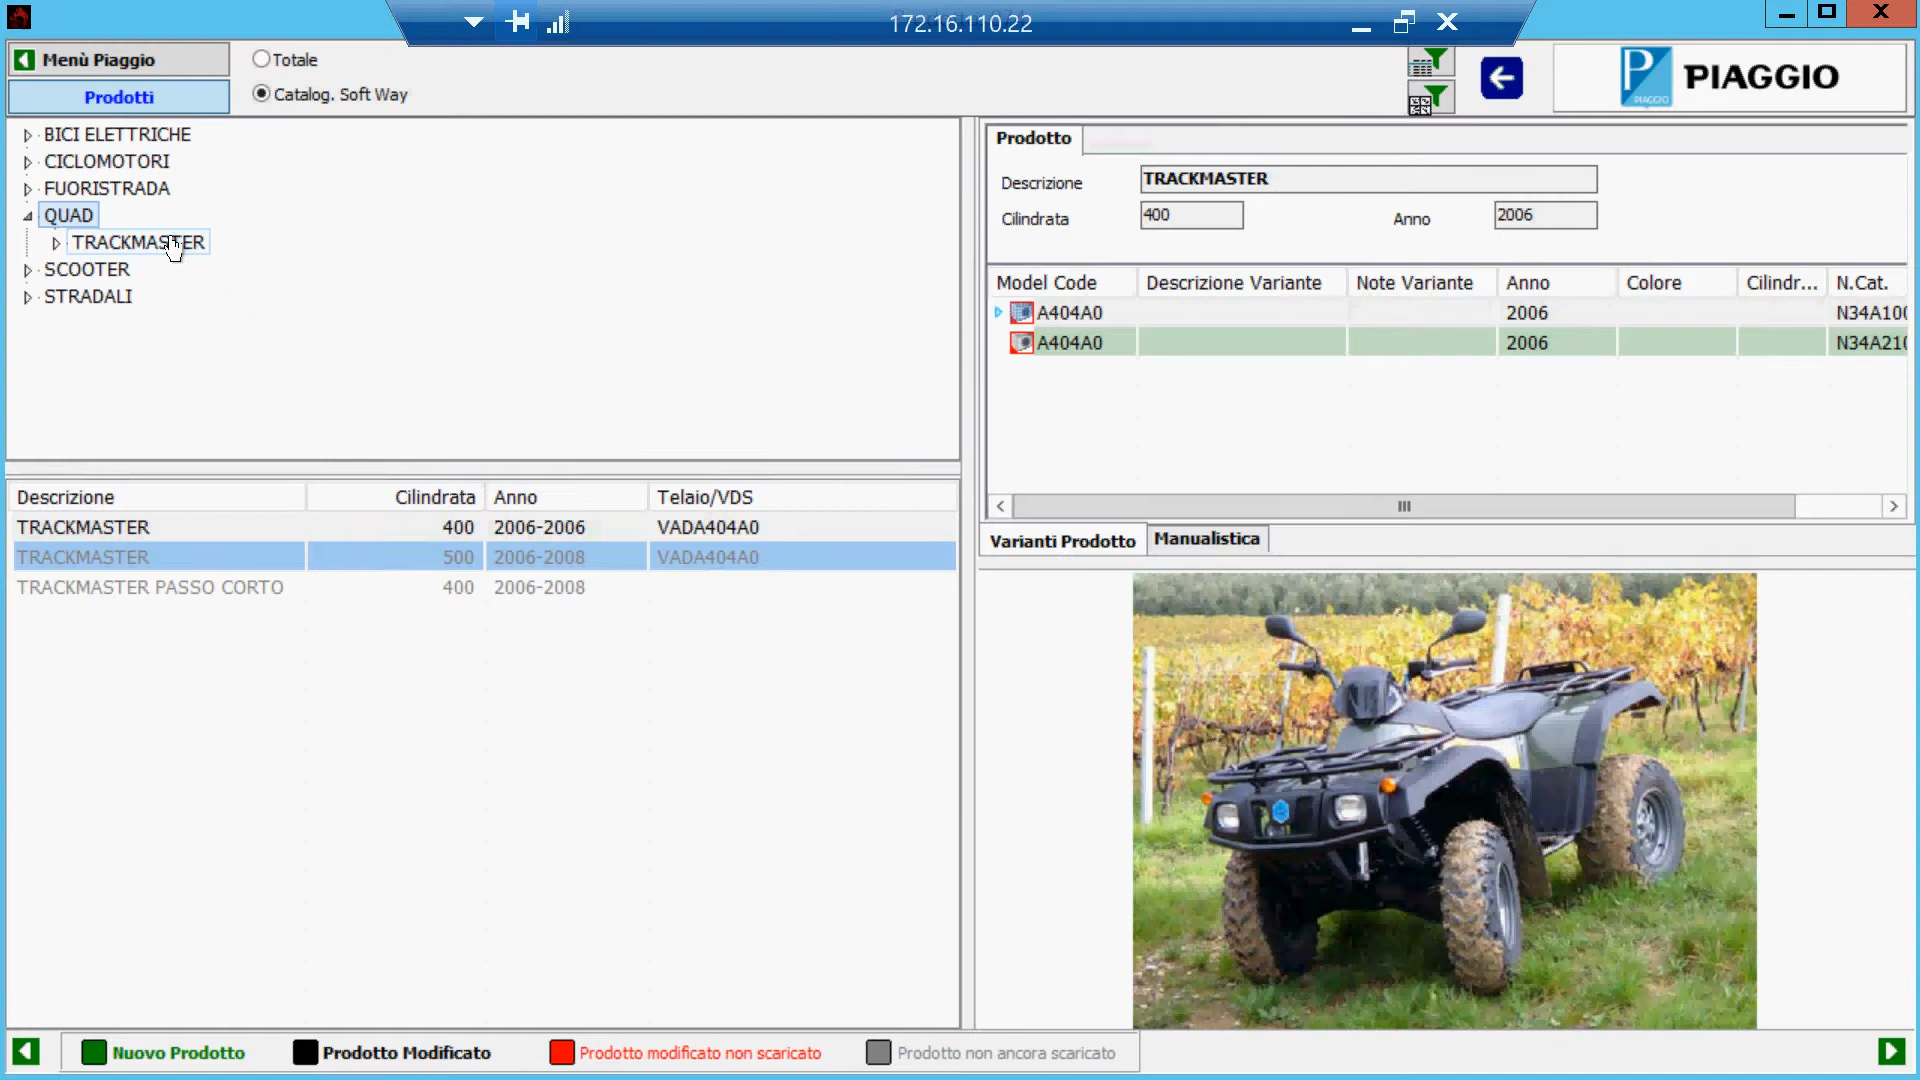 172.16.110.22
Menù Piaggio
Totale
Prodotti
Catalog. Soft Way
PIAGGIO
PIAGGIO
BICI ELETTRICHE
CICLOMOTORI
FUORISTRADA
QUAD
TRACKMASTER
SCOOTER
STRADALI
Prodotto
Descrizione TRACKMASTER
Cilindrata 400 Anno 2006
Model Code Descrizione Variante Note Variante Anno Colore Cilindr... N.Cat.
A404A0 2006 N34A10
A404A0 2006 N34A21
Descrizione Cilindrata Anno Telaio/VDS
TRACKMASTER 400 2006-2006 VADA404A0
TRACKMASTER 500 2006-2008 VADA404A0
TRACKMASTER PASSO CORTO 400 2006-2008
Varianti Prodotto Manualistica
Nuovo Prodotto Prodotto Modificato Prodotto modificato non scaricato Prodotto non ancora scaricato